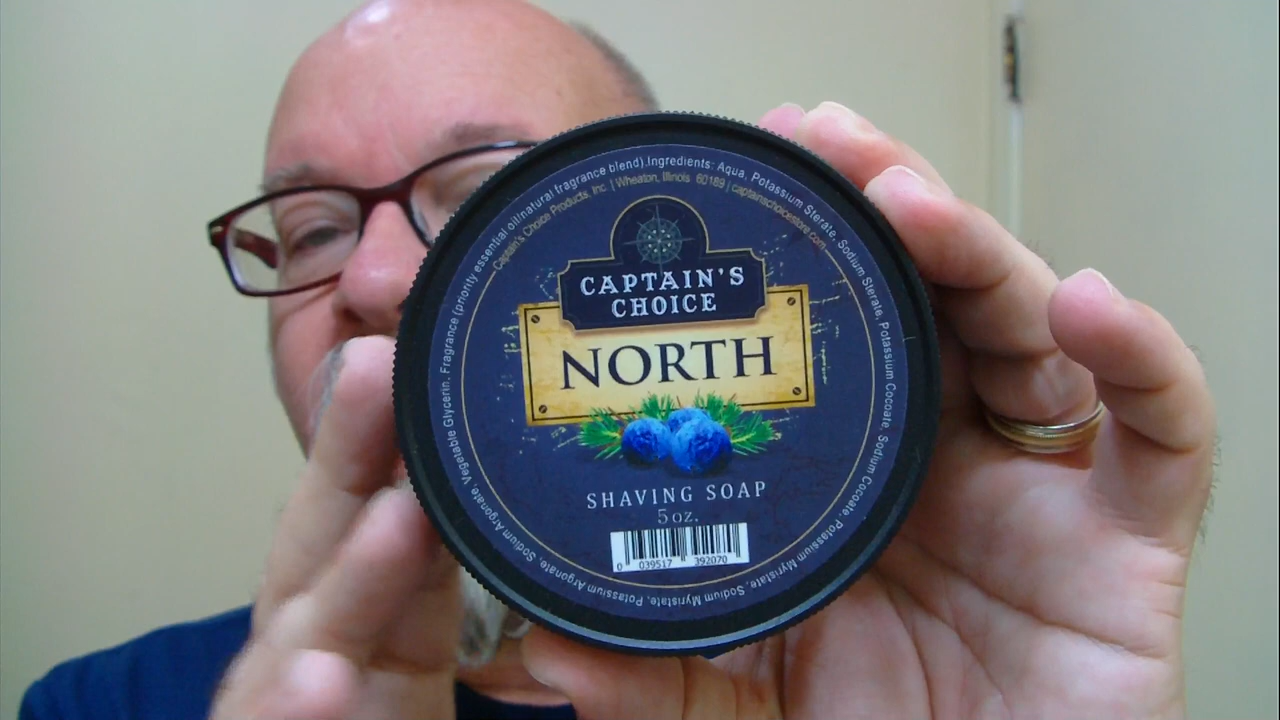 CAPTAIN'S
CHOICE
NORTH
SHAVING SOAP
5 oz.
0 039517 392070
Ingredients: Aqua, Potassium Sterate, Sodium Sterate, Potassium Cocoate, Sodium Cocoate, Potassium Myristate, Sodium Myristate, Potassium Argonate, Sodium Argonate, Vegetable Glycerin, Fragrance (priority essential oil/natural fragrance blend).
Captain's Choice Products, Inc | Wheaton, Illinois 60189 | captainschoicestore.com